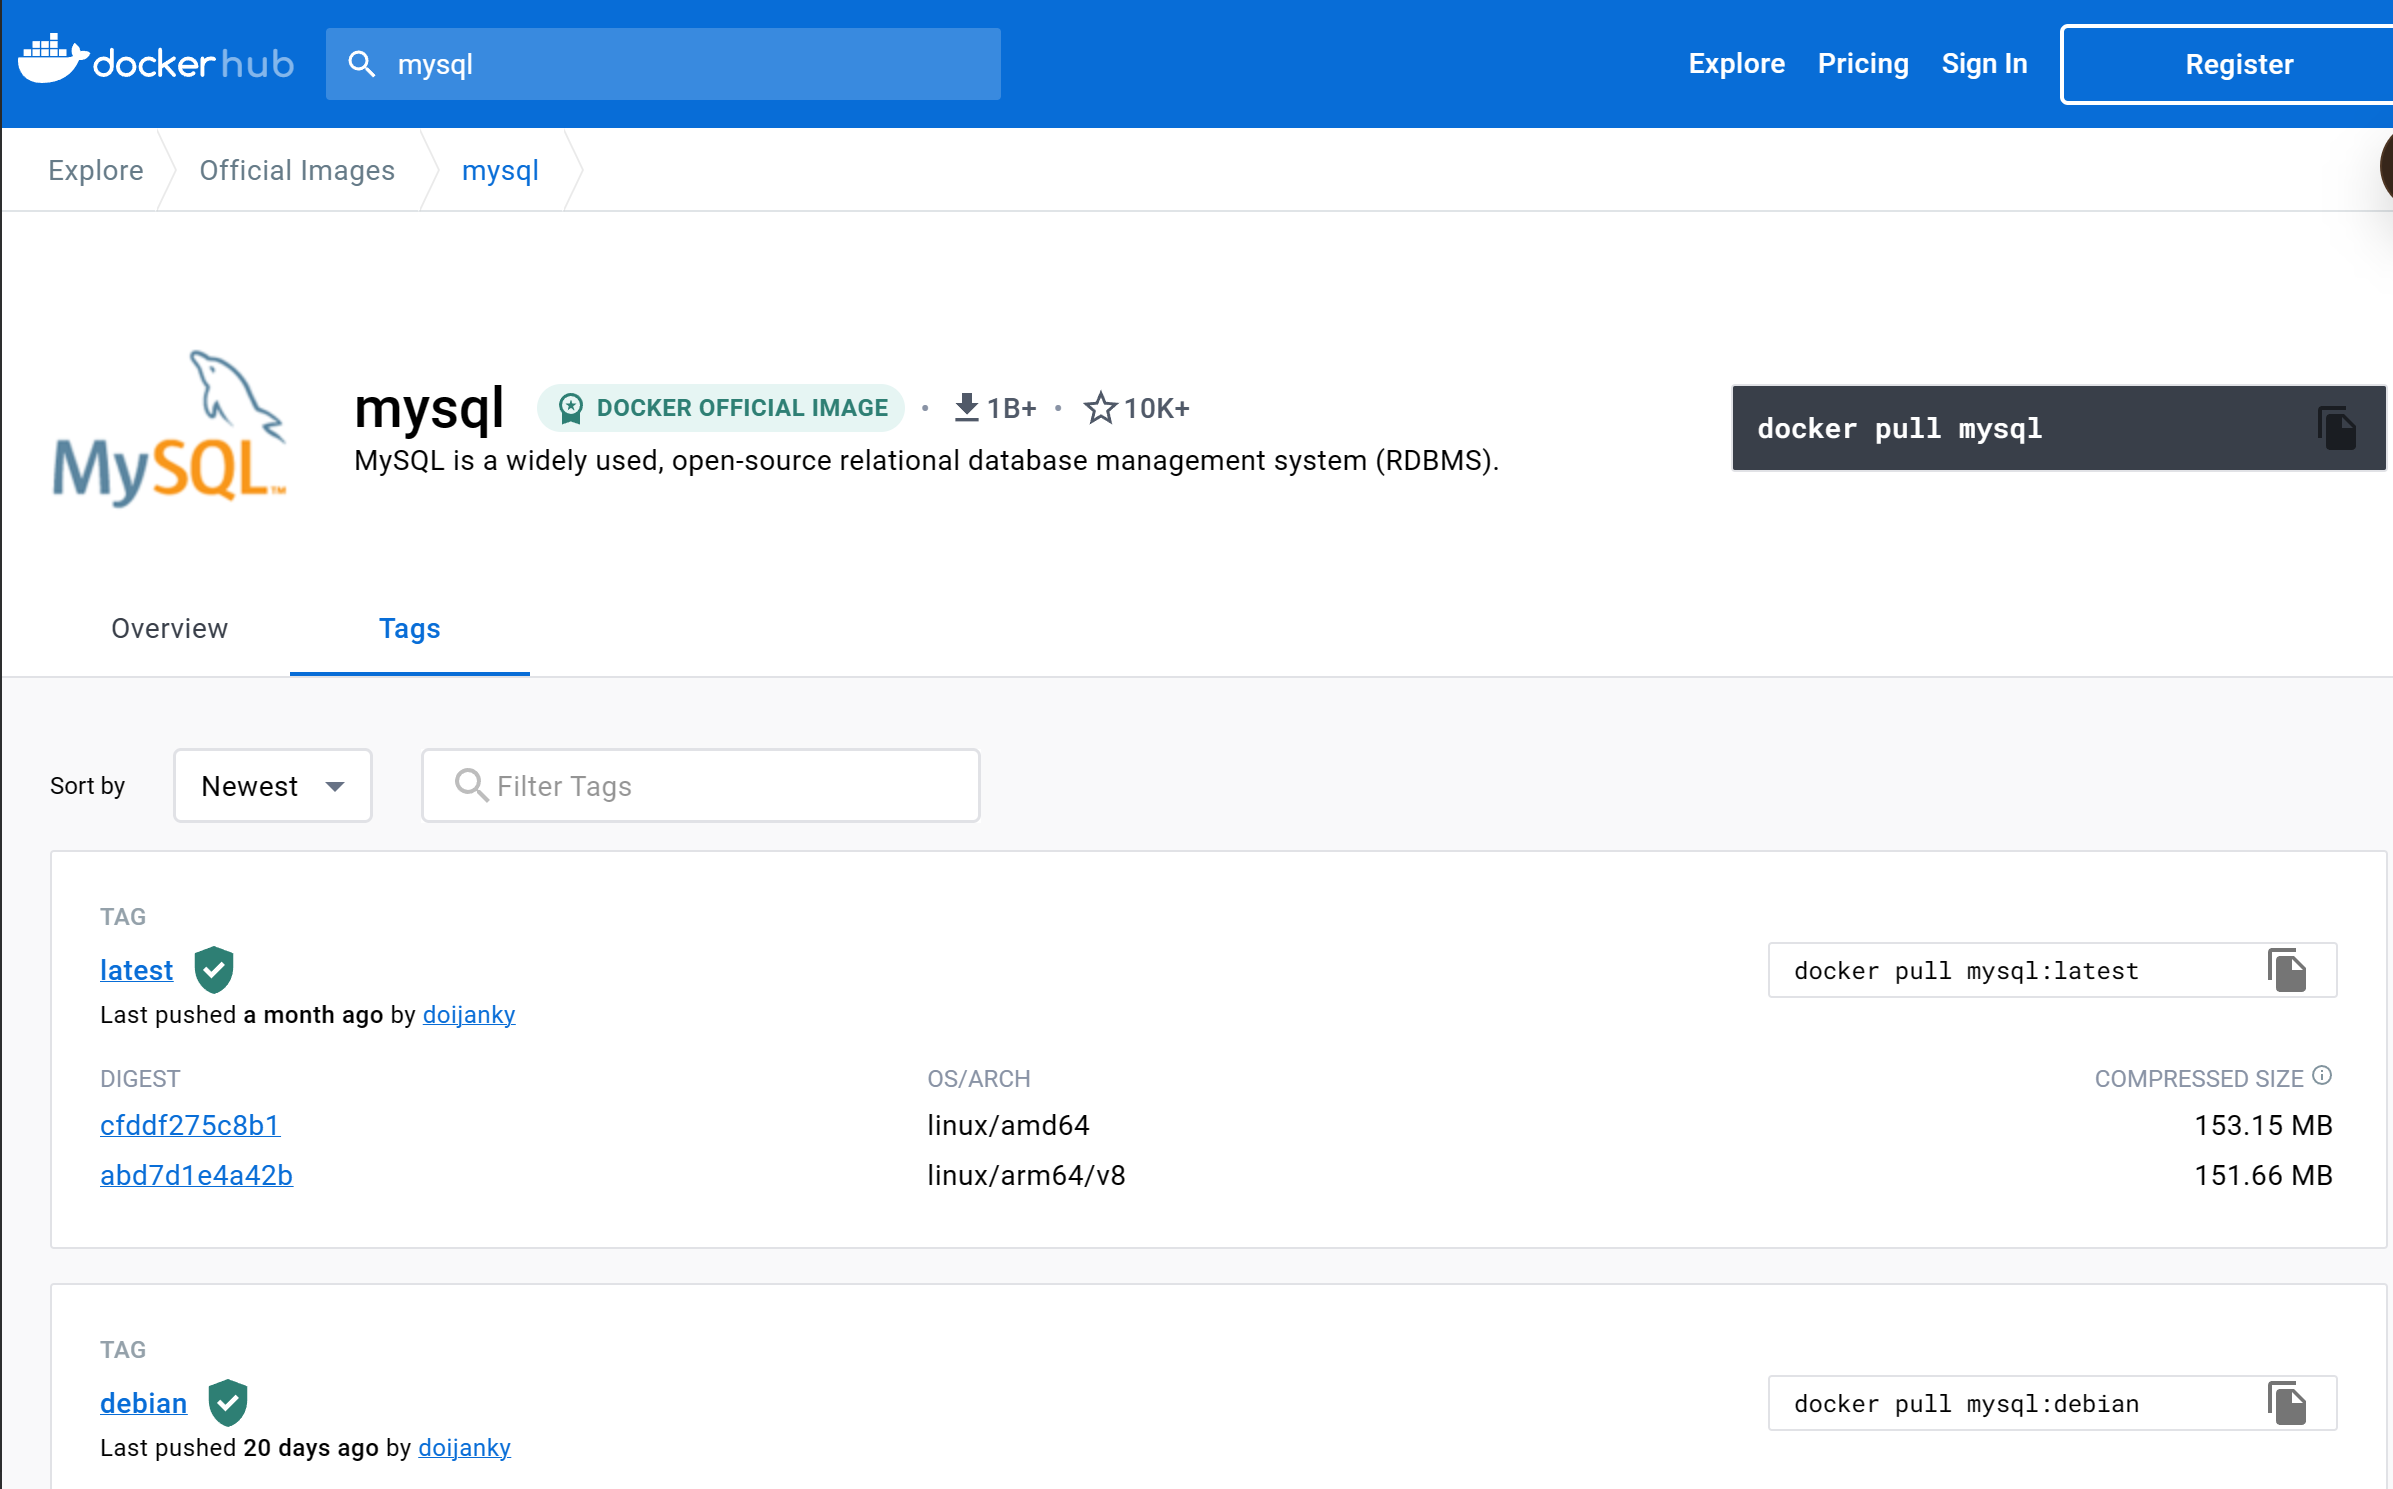 dockerhub
mysql
Explore
Pricing
Sign In
Register
Explore
Official Images
mysql
MySQL™
mysql
DOCKER OFFICIAL IMAGE
•
1B+
•
10K+
MySQL is a widely used, open-source relational database management system (RDBMS).
docker pull mysql
Overview
Tags
Sort by
Newest
Filter Tags
TAG
latest
docker pull mysql:latest
Last pushed a month ago by doijanky
DIGEST
OS/ARCH
COMPRESSED SIZE
cfddf275c8b1
linux/amd64
153.15 MB
abd7d1e4a42b
linux/arm64/v8
151.66 MB
TAG
debian
docker pull mysql:debian
Last pushed 20 days ago by doijanky